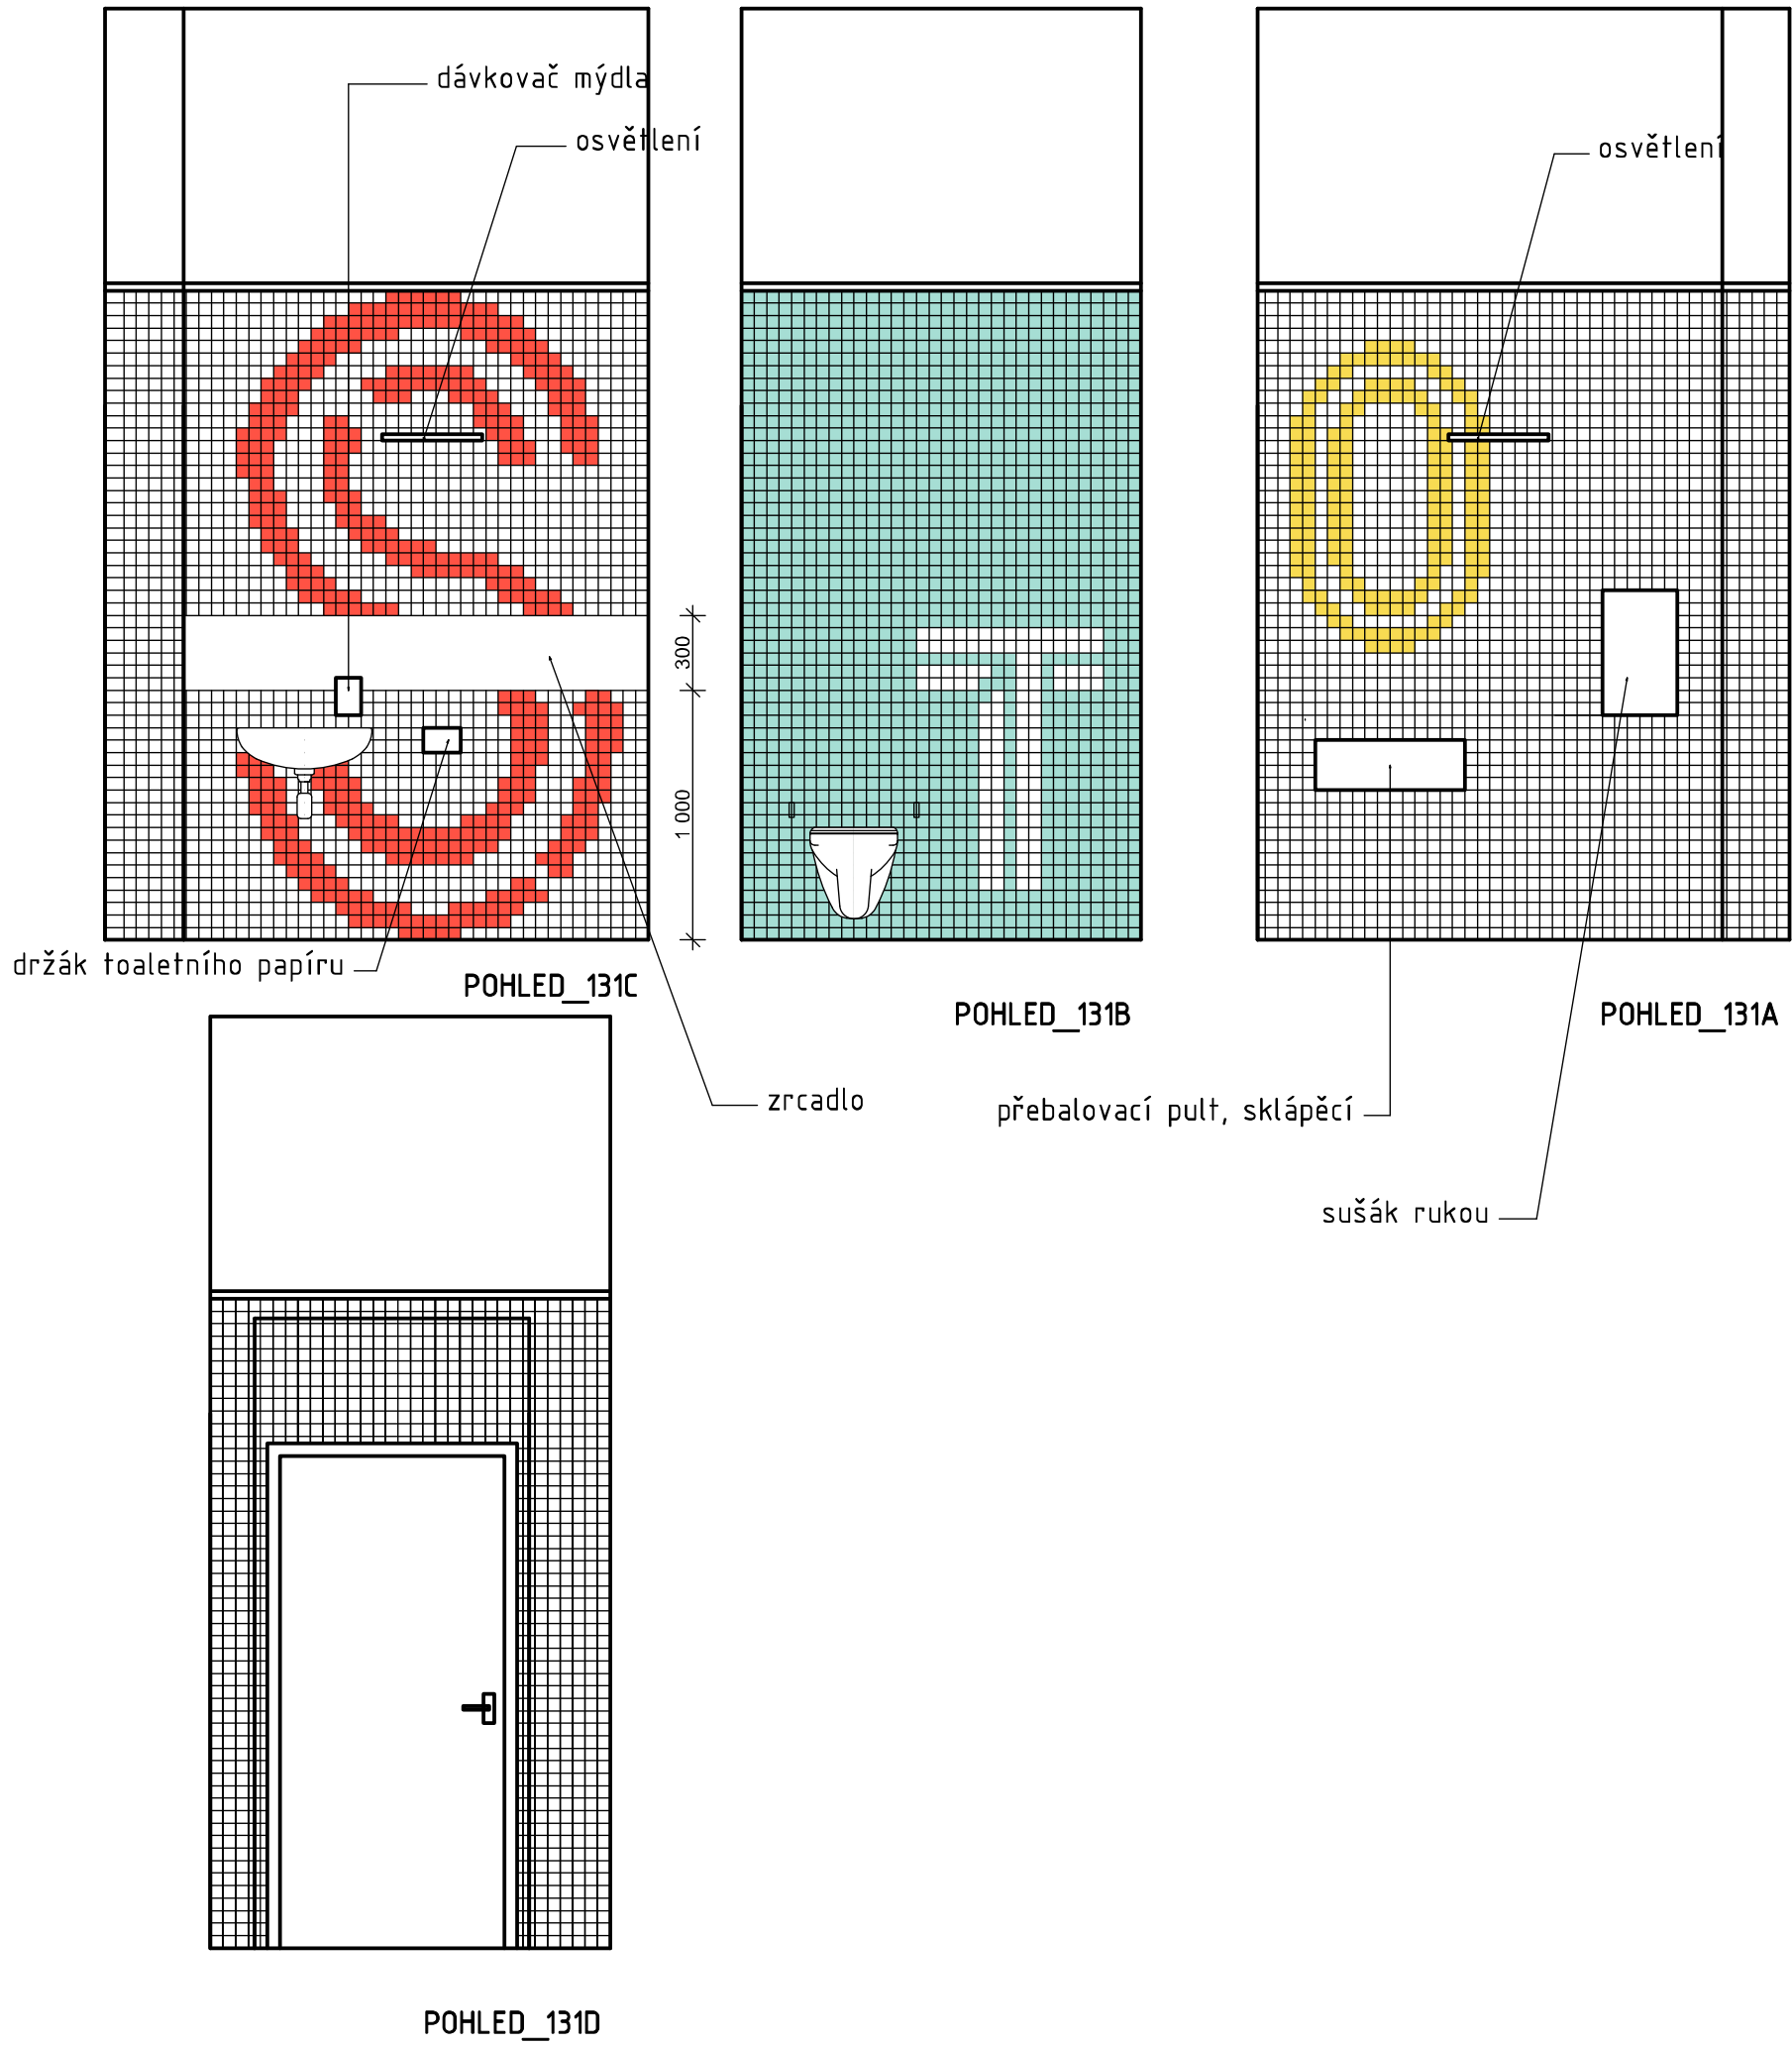 dávkovač mýdla
osvětlení
osvětlení
300
1 000
držák toaletního papíru
POHLED_131C
POHLED_131B
POHLED_131A
zrcadlo
přebalovací pult, sklápěcí
sušák rukou
POHLED_131D